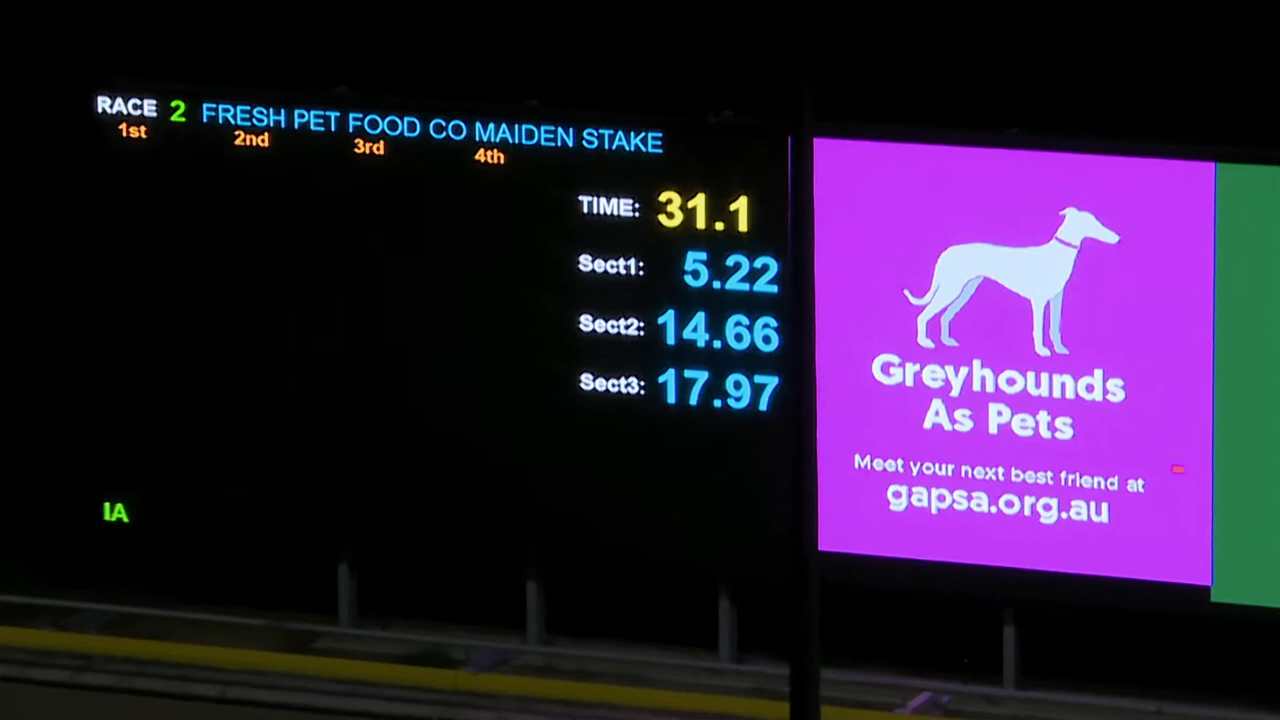 RACE 2 FRESH PET FOOD CO MAIDEN STAKE
1st 2nd 3rd 4th
TIME: 31.1
Sect1: 5.22
Sect2: 14.66
Sect3: 17.97
IA
Greyhounds
As Pets
Meet your next best friend at
gapsa.org.au